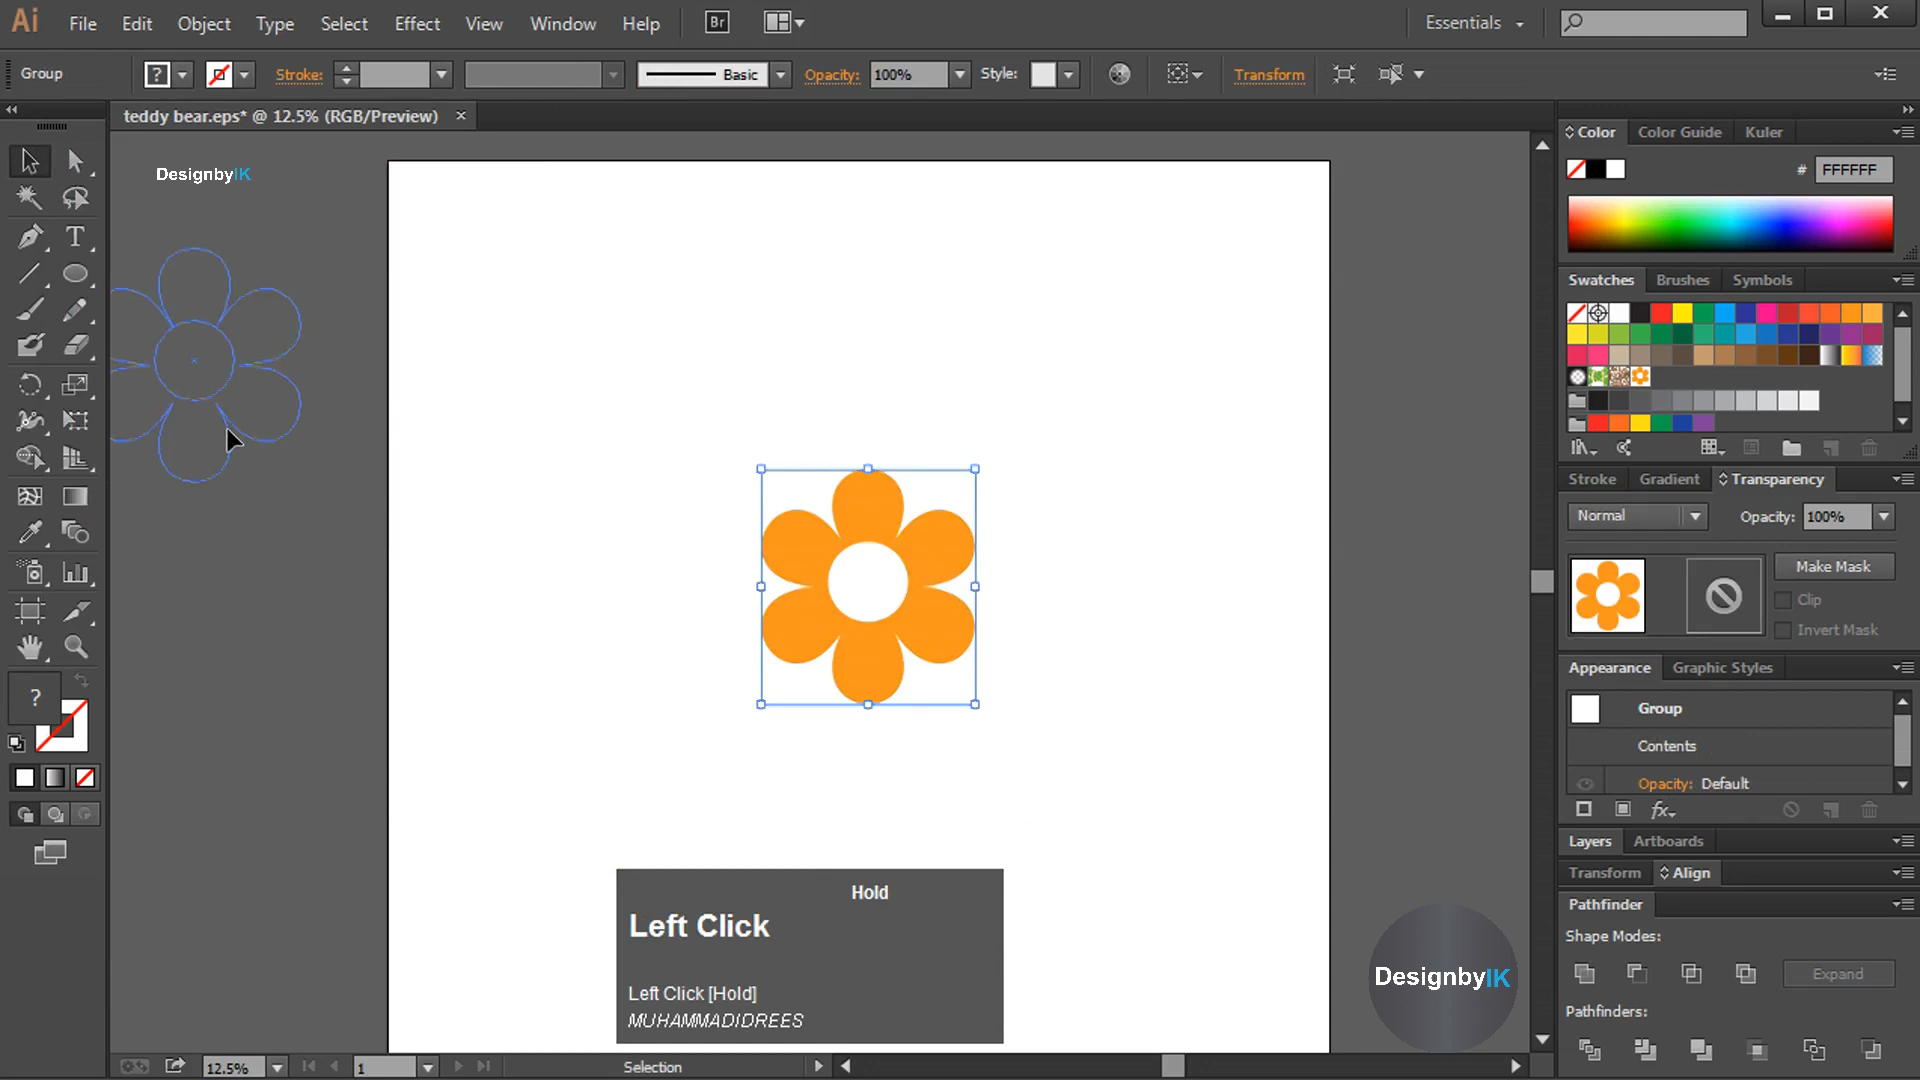 Ai File Edit Object Type Select Effect View Window Help Br Essentials
Group ? Stroke: Basic Opacity: 100% Style: Transform
teddy bear.eps* @ 12.5% (RGB/Preview) ×
DesignbyIK
Color Color Guide Kuler
# FFFFFF
Swatches Brushes Symbols
T
Stroke Gradient Transparency
Normal Opacity: 100%
Make Mask
Clip
Invert Mask
Appearance Graphic Styles
?
Group
Contents
Opacity: Default
fx
Layers Artboards
Transform Align
Pathfinder
Shape Modes:
Expand
Pathfinders:
Hold
Left Click
Left Click [Hold]
MUHAMMADIDREES
DesignbyIK
12.5% 1 Selection